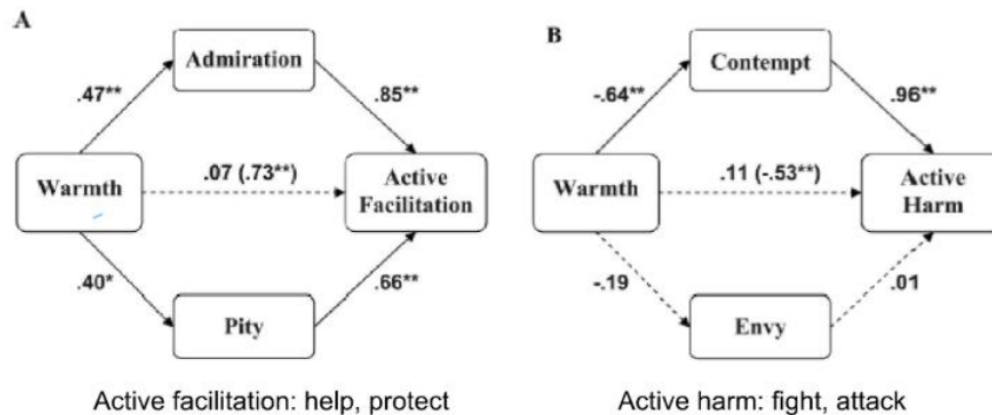 A
Admiration
.47**
.85**
Warmth
.07 (.73**)
Active
Facilitation
.40*
.66**
Pity
Active facilitation: help, protect
B
Contempt
-.64**
.96**
Warmth
.11 (-.53**)
Active
Harm
-.19
.01
Envy
Active harm: fight, attack